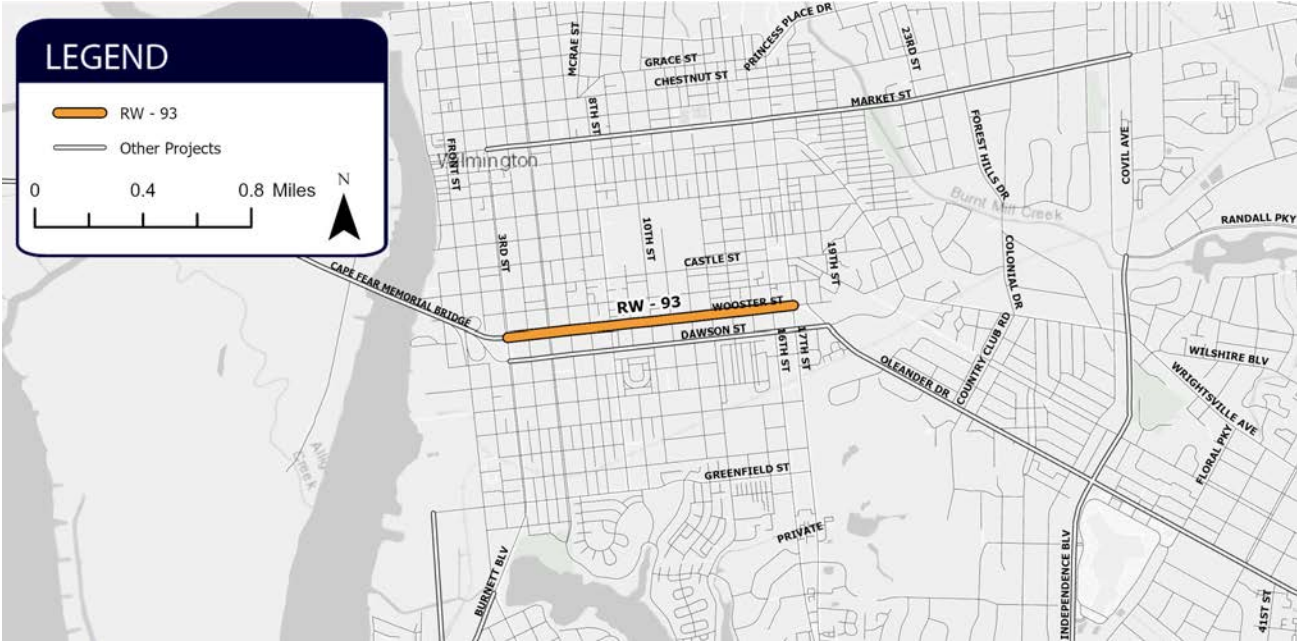 LEGEND
RW - 93
Other Projects
0 0.4 0.8 Miles
N
PRINCESS PLACE DR
MCRAE ST
23RD ST
GRACE ST
CHESTNUT ST
8TH ST
MARKET ST
FRONT ST
Wilmington
FOREST HILLS DR
COVIL AVE
Burnt Mill Creek
RANDALL PKY
3RD ST
10TH ST
CASTLE ST
19TH ST
COLONIAL DR
CAPE FEAR MEMORIAL BRIDGE
RW - 93
WOOSTER ST
DAWSON ST
16TH ST
17TH ST
OLEANDER DR
COUNTRY CLUB RD
WILSHIRE BLV
WRIGHTSVILLE AVE
FLORAL PKY
Creek
GREENFIELD ST
PRIVATE
BURNETT BLV
INDEPENDENCE BLV
41ST ST